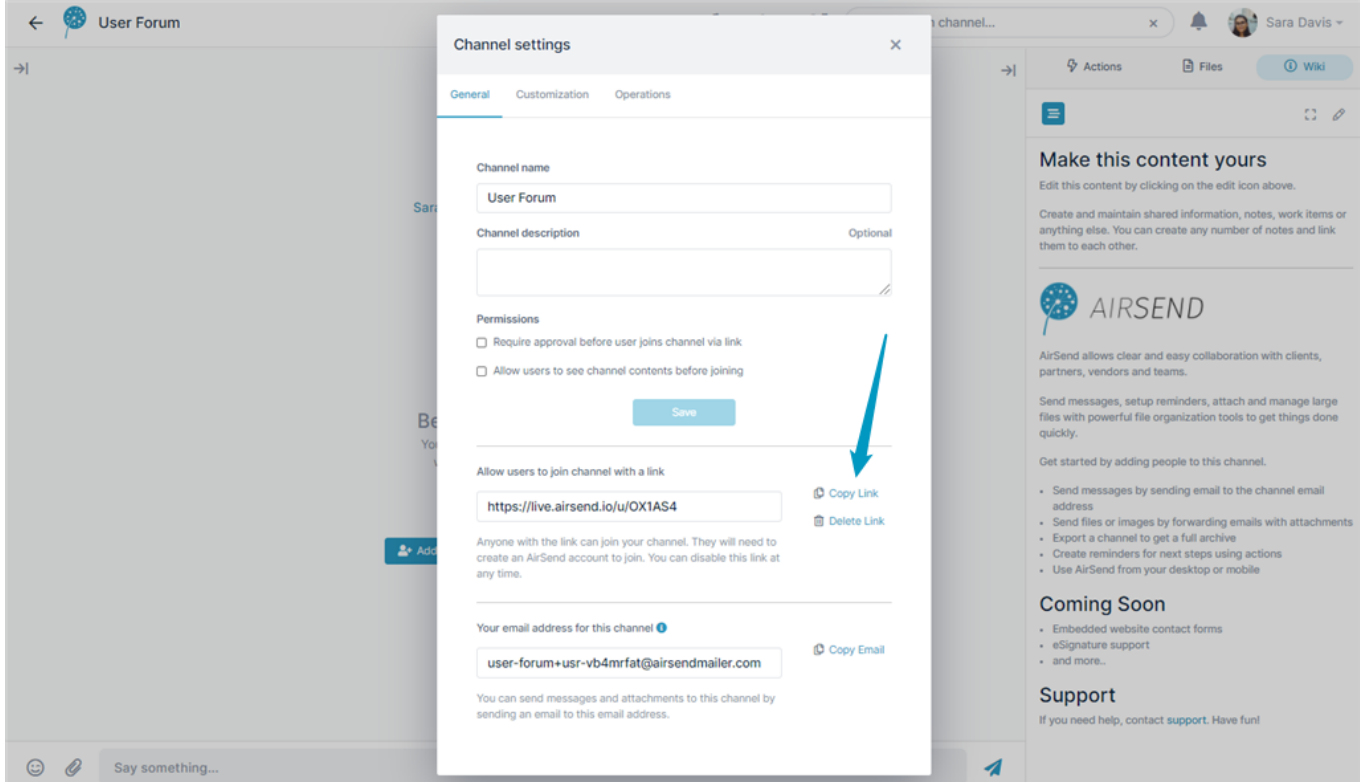 User Forum
n channel...
Sara Davis
Channel settings
General Customization Operations
Actions Files Wiki
Channel name
User Forum
Channel description Optional
Permissions
Require approval before user joins channel via link
Allow users to see channel contents before joining
Save
Allow users to join channel with a link
https://live.airsend.io/u/OX1AS4
Copy Link
Delete Link
Anyone with the link can join your channel. They will need to
create an AirSend account to join. You can disable this link at
any time.
Your email address for this channel
user-forum+usr-vb4mrfat@airsendmailer.com
Copy Email
You can send messages and attachments to this channel by
sending an email to this email address.
Sara
Be
You
Add
Say something...
Make this content yours
Edit this content by clicking on the edit icon above.
Create and maintain shared information, notes, work items or
anything else. You can create any number of notes and link
them to each other.
AIRSEND
AirSend allows clear and easy collaboration with clients,
partners, vendors and teams.
Send messages, setup reminders, attach and manage large
files with powerful file organization tools to get things done
quickly.
Get started by adding people to this channel.
Send messages by sending email to the channel email
address
Send files or images by forwarding emails with attachments
Export a channel to get a full archive
Create reminders for next steps using actions
Use AirSend from your desktop or mobile
Coming Soon
Embedded website contact forms
eSignature support
and more..
Support
If you need help, contact support. Have fun!